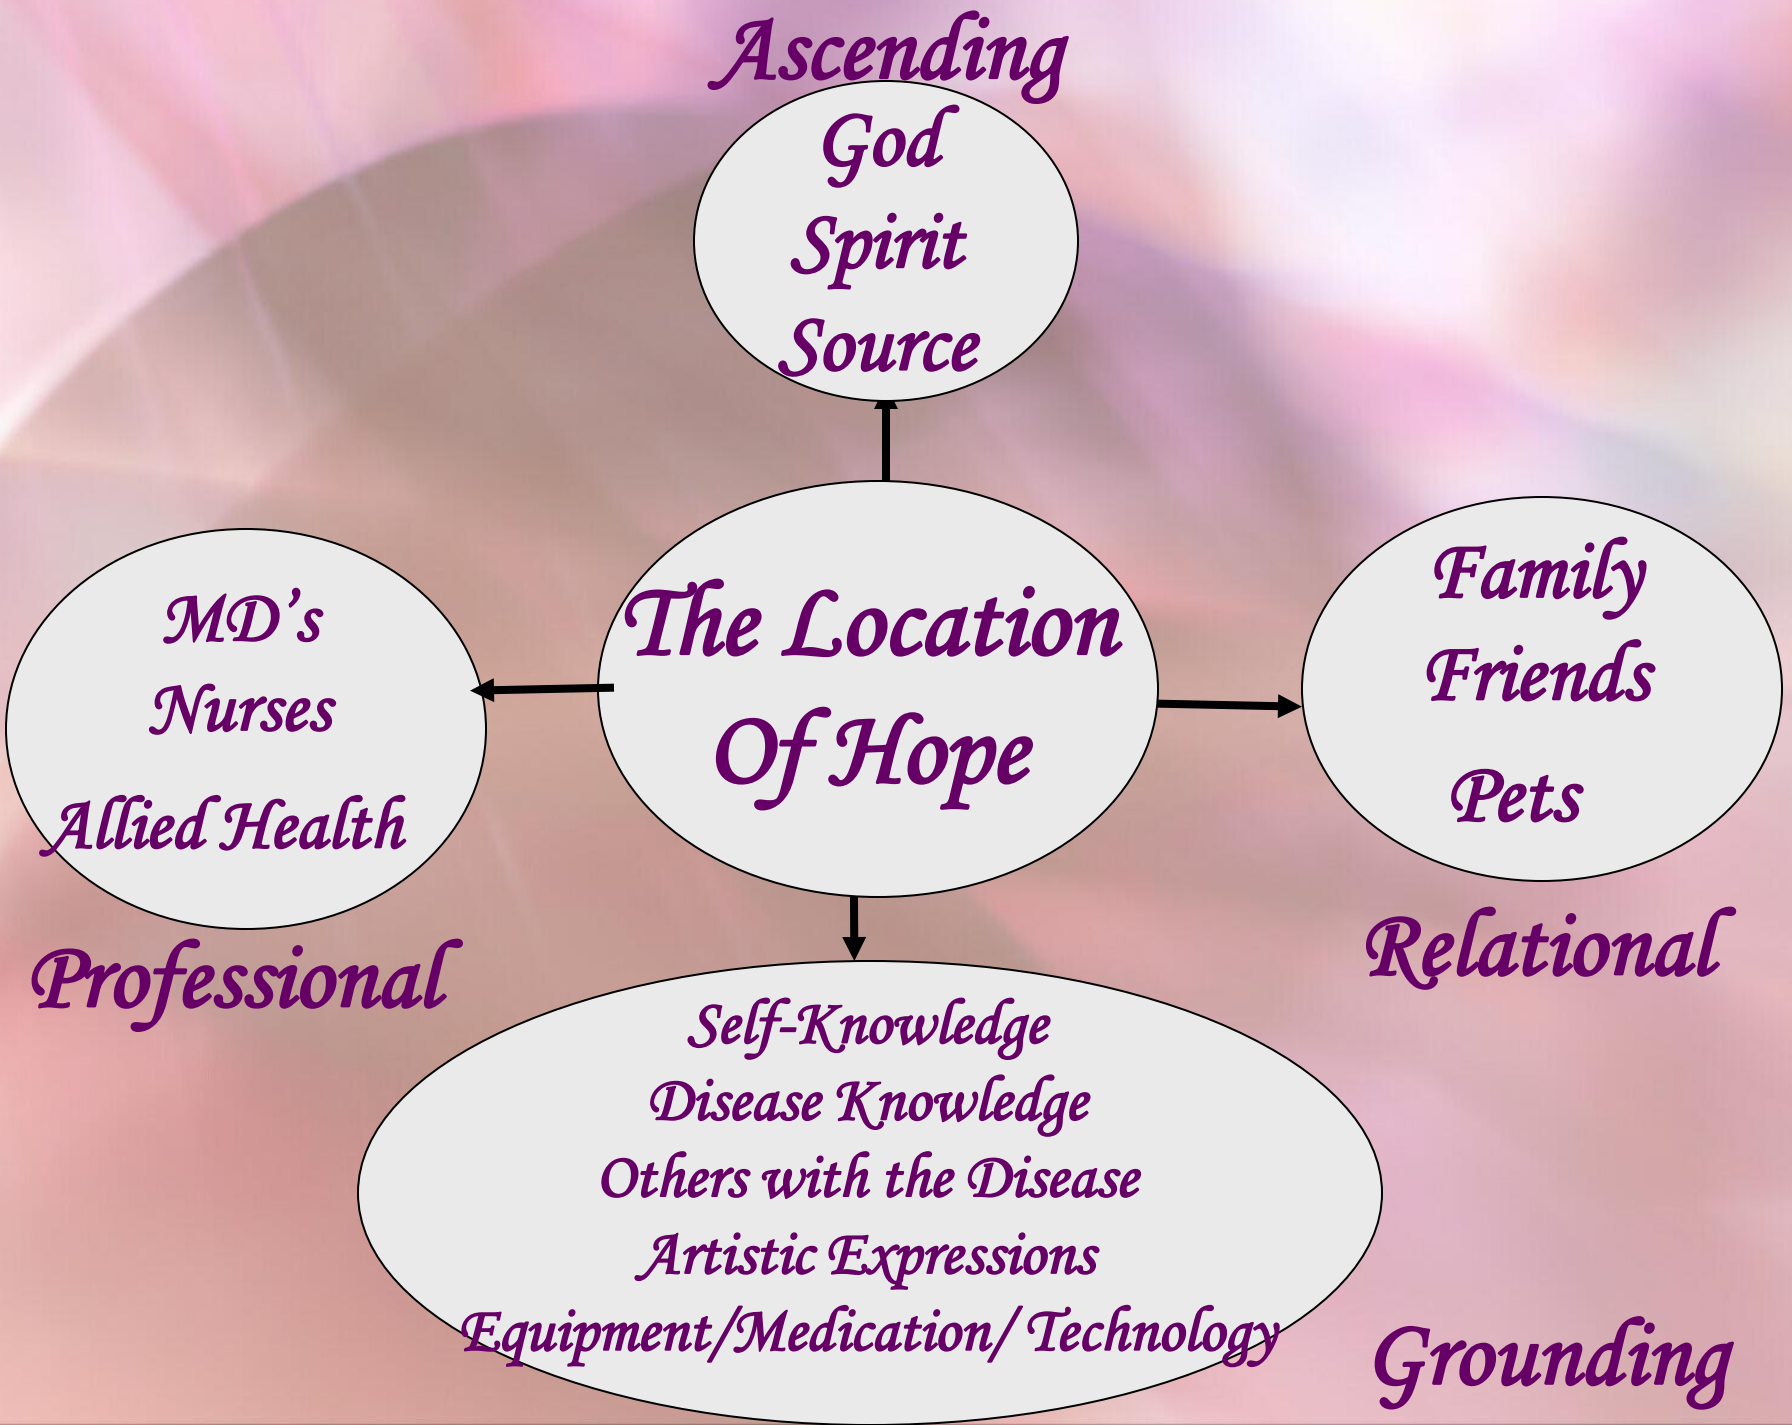 Ascending
God
Spirit
Source
The Location
Of Hope
MD’s
Nurses
Allied Health
Professional
Family
Friends
Pets
Relational
Self-Knowledge
Disease Knowledge
Others with the Disease
Artistic Expressions
Equipment/Medication/ Technology
Grounding